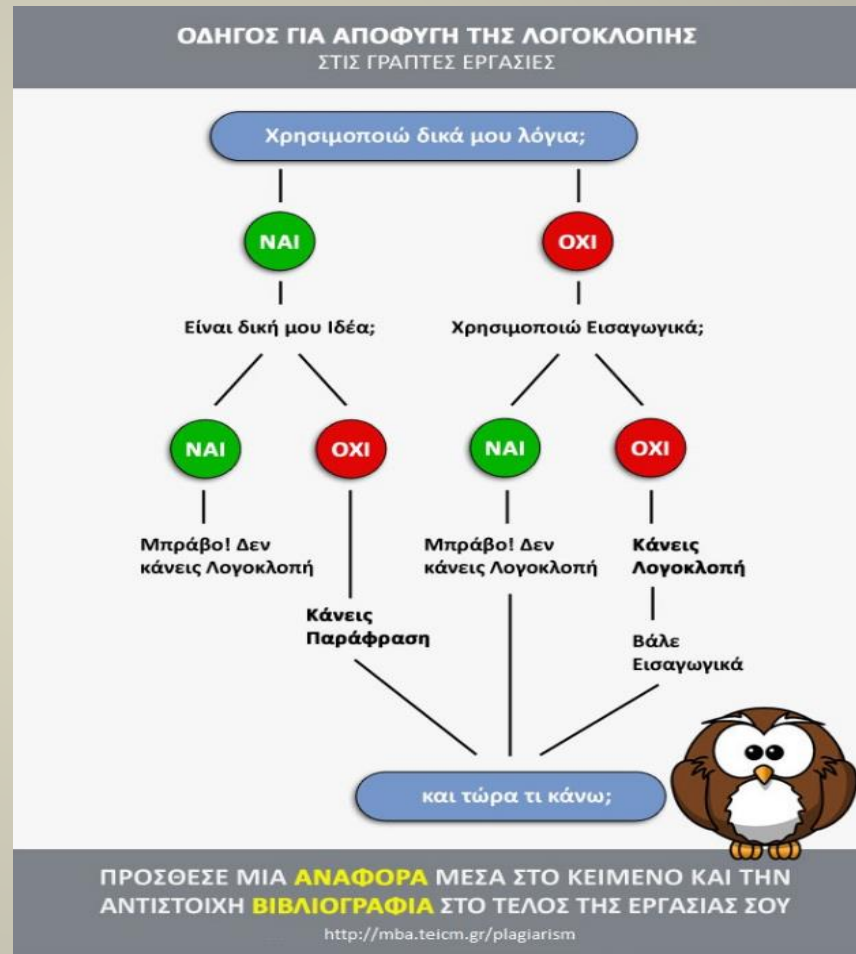 ΟΔΗΓΟΣ ΓΙΑ ΑΠΟΦΥΓΗ ΤΗΣ ΛΟΓΟΚΛΟΠΗΣ
ΣΤΙΣ ΓΡΑΠΤΕΣ ΕΡΓΑΣΙΕΣ
Χρησιμοποιώ δικά μου λόγια;
ΝΑΙ
ΟΧΙ
Είναι δική μου Ιδέα;
Χρησιμοποιώ Εισαγωγικά;
ΝΑΙ
ΟΧΙ
ΝΑΙ
ΟΧΙ
Μπράβο! Δεν
κάνεις Λογοκλοπή
Μπράβο! Δεν
κάνεις Λογοκλοπή
Κάνεις
Λογοκλοπή
Κάνεις
Παράφραση
Βάλε
Εισαγωγικά
και τώρα τι κάνω;
ΠΡΟΣΘΕΣΕ ΜΙΑ ΑΝΑΦΟΡΑ ΜΕΣΑ ΣΤΟ ΚΕΙΜΕΝΟ ΚΑΙ ΤΗΝ
ΑΝΤΙΣΤΟΙΧΗ ΒΙΒΛΙΟΓΡΑΦΙΑ ΣΤΟ ΤΕΛΟΣ ΤΗΣ ΕΡΓΑΣΙΑΣ ΣΟΥ
http://mba.teicm.gr/plagiarism